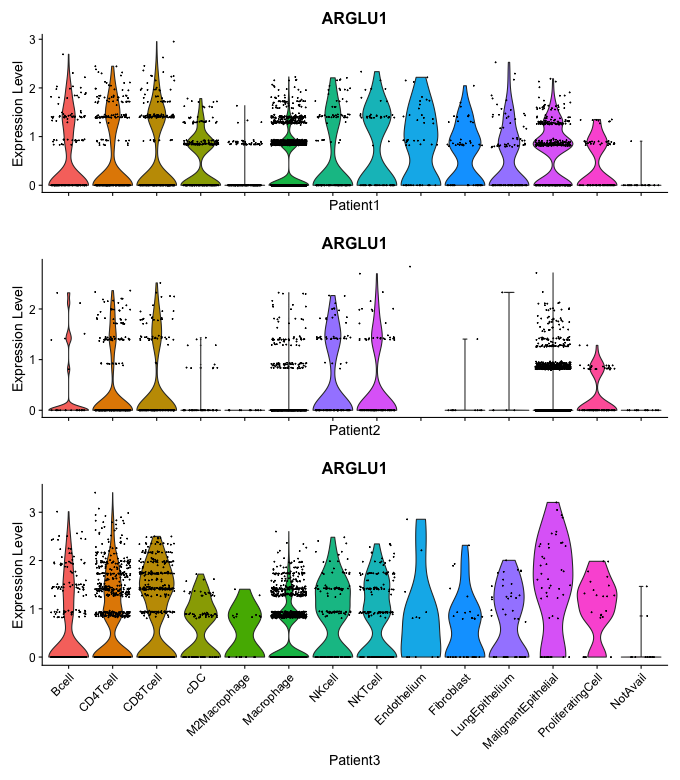 ARGLU1
Expression Level
3
2
1
0
Patient1
ARGLU1
Expression Level
2
1
0
Patient2
ARGLU1
Expression Level
3
2
1
0
Bcell
CD4Tcell
CD8Tcell
cDC
M2Macrophage
Macrophage
NKcell
NKTcell
Endothelium
Fibroblast
LungEpithelium
MalignantEpithelial
ProliferatingCell
NotAvail
Patient3